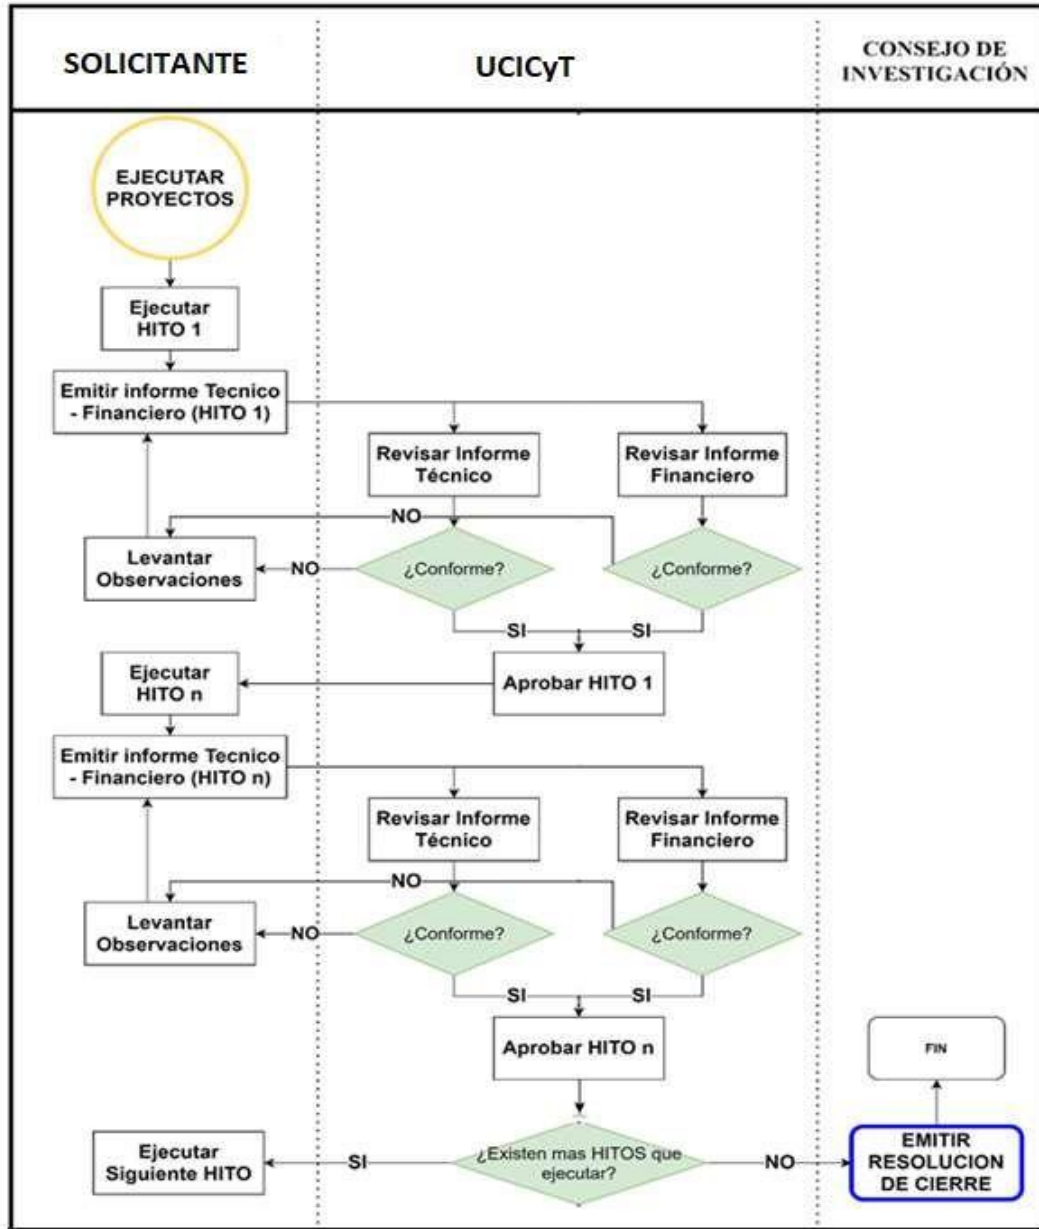 SOLICITANTE
UCICyT
CONSEJO DE
INVESTIGACIÓN
EJECUTAR
PROYECTOS
Ejecutar
HITO 1
Emitir informe Tecnico
- Financiero (HITO 1)
Revisar Informe
Técnico
Revisar Informe
Financiero
NO
Levantar
Observaciones
NO
¿Conforme?
¿Conforme?
SI
SI
Ejecutar
HITO n
Aprobar HITO 1
Emitir informe Tecnico
- Financiero (HITO n)
Revisar Informe
Técnico
Revisar Informe
Financiero
NO
Levantar
Observaciones
NO
¿Conforme?
¿Conforme?
SI
SI
Aprobar HITO n
FIN
Ejecutar
Siguiente HITO
SI
¿Existen mas HITOS que
ejecutar?
NO
EMITIR
RESOLUCION
DE CIERRE